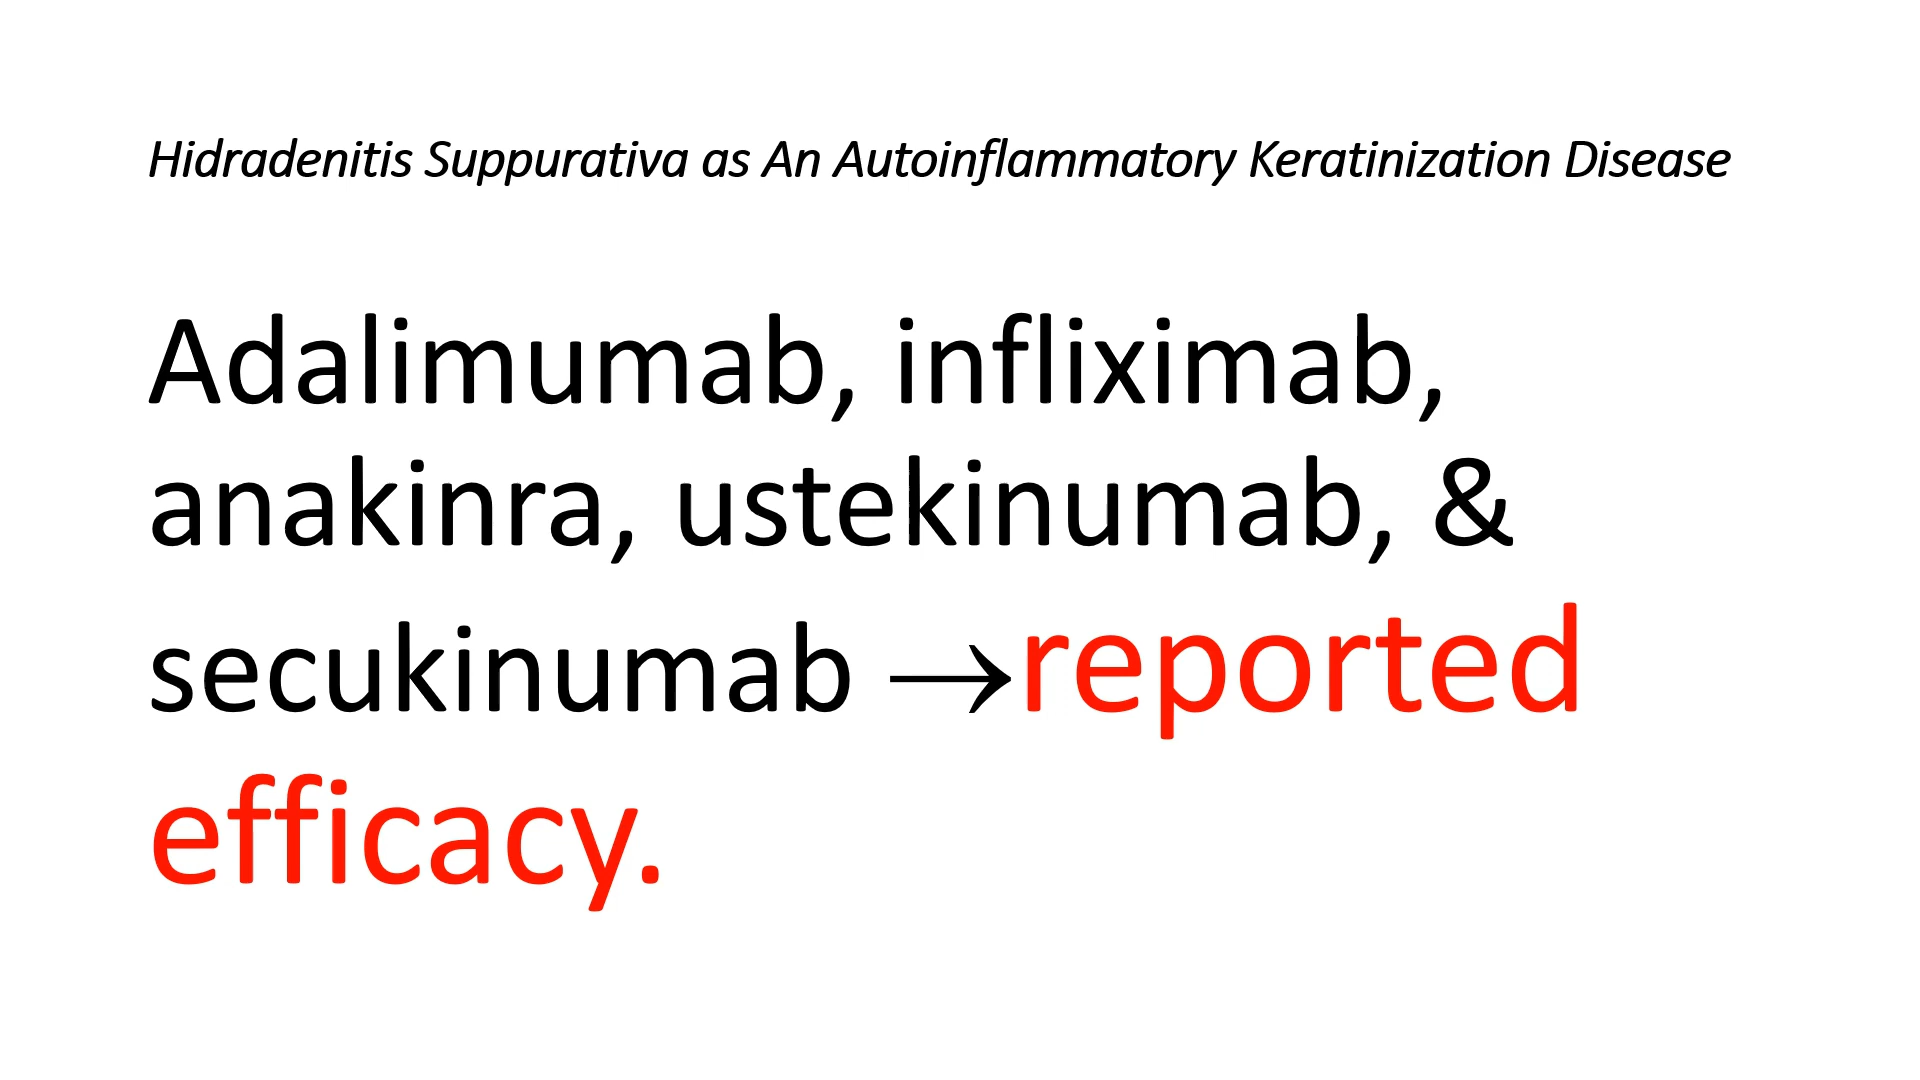 Hidradenitis Suppurativa as An Autoinflammatory Keratinization Disease
Adalimumab, infliximab,
anakinra, ustekinumab, &
secukinumab →reported
efficacy.